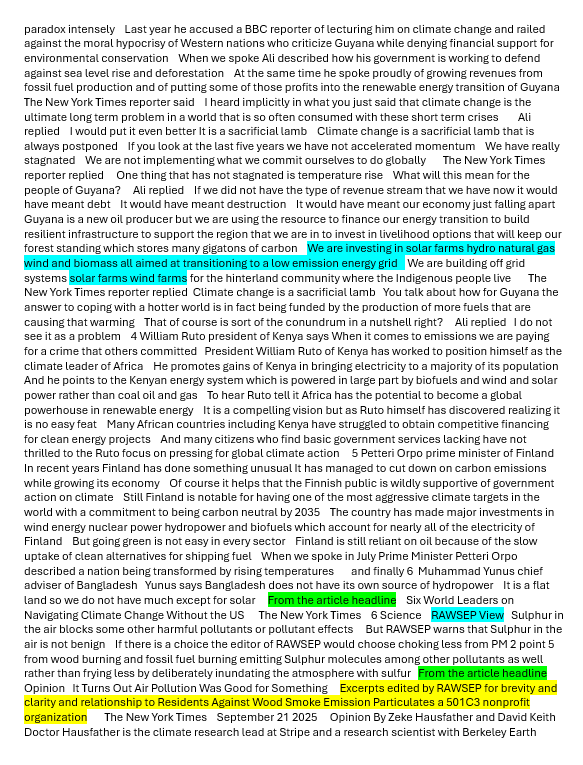 paradox intensely Last year he accused a BBC reporter of lecturing him on climate change and railed
against the moral hypocrisy of Western nations who criticize Guyana while denying financial support for
environmental conservation When we spoke Ali described how his government is working to defend
against sea level rise and deforestation At the same time he spoke proudly of growing revenues from
fossil fuel production and of putting some of those profits into the renewable energy transition of Guyana
The New York Times reporter said I heard implicitly in what you just said that climate change is the
ultimate long term problem in a world that is so often consumed with these short term crises Ali
replied I would put it even better It is a sacrificial lamb Climate change is a sacrificial lamb that is
always postponed If you look at the last five years we have not accelerated momentum We have really
stagnated We are not implementing what we commit ourselves to do globally The New York Times
reporter replied One thing that has not stagnated is temperature rise What will this mean for the
people of Guyana? Ali replied If we did not have the type of revenue stream that we have now it would
have meant debt It would have meant destruction It would have meant our economy just falling apart
Guyana is a new oil producer but we are using the resource to finance our energy transition to build
resilient infrastructure to support the region that we are in to invest in livelihood options that will keep our
forest standing which stores many gigatons of carbon We are investing in solar farms hydro natural gas
wind and biomass all aimed at transitioning to a low emission energy grid We are building off grid
systems solar farms wind farms for the hinterland community where the Indigenous people live The
New York Times reporter replied Climate change is a sacrificial lamb You talk about how for Guyana the
answer to coping with a hotter world is in fact being funded by the production of more fuels that are
causing that warming That of course is sort of the conundrum in a nutshell right? Ali replied I do not
see it as a problem 4 William Ruto president of Kenya says When it comes to emissions we are paying
for a crime that others committed President William Ruto of Kenya has worked to position himself as the
climate leader of Africa He promotes gains of Kenya in bringing electricity to a majority of its population
And he points to the Kenyan energy system which is powered in large part by biofuels and wind and solar
power rather than coal oil and gas To hear Ruto tell it Africa has the potential to become a global
powerhouse in renewable energy It is a compelling vision but as Ruto himself has discovered realizing it
is no easy feat Many African countries including Kenya have struggled to obtain competitive financing
for clean energy projects And many citizens who find basic government services lacking have not
thrilled to the Ruto focus on pressing for global climate action 5 Petteri Orpo prime minister of Finland
In recent years Finland has done something unusual It has managed to cut down on carbon emissions
while growing its economy Of course it helps that the Finnish public is wildly supportive of government
action on climate Still Finland is notable for having one of the most aggressive climate targets in the
world with a commitment to being carbon neutral by 2035 The country has made major investments in
wind energy nuclear power hydropower and biofuels which account for nearly all of the electricity of
Finland But going green is not easy in every sector Finland is still reliant on oil because of the slow
uptake of clean alternatives for shipping fuel When we spoke in July Prime Minister Petteri Orpo
described a nation being transformed by rising temperatures and finally 6 Muhammad Yunus chief
adviser of Bangladesh Yunus says Bangladesh does not have its own source of hydropower It is a flat
land so we do not have much except for solar From the article headline Six World Leaders on
Navigating Climate Change Without the US The New York Times 6 Science RAWSEP View Sulphur in
the air blocks some other harmful pollutants or pollutant effects But RAWSEP warns that Sulphur in the
air is not benign If there is a choice the editor of RAWSEP would choose choking less from PM 2 point 5
from wood burning and fossil fuel burning emitting Sulphur molecules among other pollutants as well
rather than frying less by deliberately inundating the atmosphere with sulfur From the article headline
Opinion It Turns Out Air Pollution Was Good for Something Excerpts edited by RAWSEP for brevity and
clarity and relationship to Residents Against Wood Smoke Emission Particulates a 501C3 nonprofit
organization The New York Times September 21 2025 Opinion By Zeke Hausfather and David Keith
Doctor Hausfather is the climate research lead at Stripe and a research scientist with Berkeley Earth